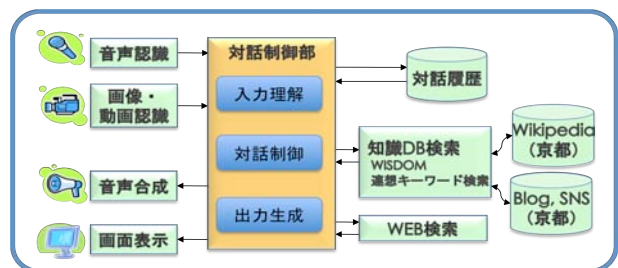 音声認識
画像・
動画認識
音声合成
画面表示
対話制御部
入力理解
対話制御
出力生成
対話履歴
知識DB検索
WISDOM
連想キーワード検索
WEB検索
Wikipedia
（京都）
Blog, SNS
（京都）